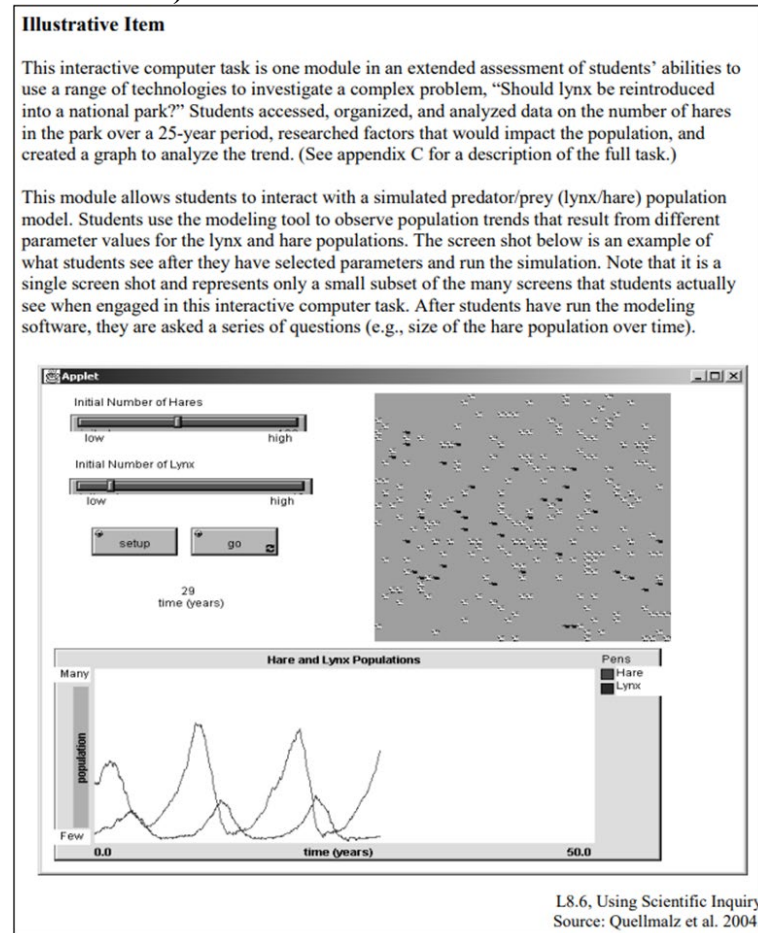 Illustrative Item
This interactive computer task is one module in an extended assessment of students’ abilities to
use a range of technologies to investigate a complex problem, “Should lynx be reintroduced
into a national park?” Students accessed, organized, and analyzed data on the number of hares
in the park over a 25-year period, researched factors that would impact the population, and
created a graph to analyze the trend. (See appendix C for a description of the full task.)
This module allows students to interact with a simulated predator/prey (lynx/hare) population
model. Students use the modeling tool to observe population trends that result from different
parameter values for the lynx and hare populations. The screen shot below is an example of
what students see after they have selected parameters and run the simulation. Note that it is a
single screen shot and represents only a small subset of the many screens that students actually
see when engaged in this interactive computer task. After students have run the modeling
software, they are asked a series of questions (e.g., size of the hare population over time).
Applet
Initial Number of Hares
low high
Initial Number of Lynx
low high
setup go
29
time (years)
Hare and Lynx Populations
Pens
Hare
Lynx
Many
population
Few
0.0 time (years) 50.0
L8.6, Using Scientific Inquiry
Source: Quellmalz et al. 2004